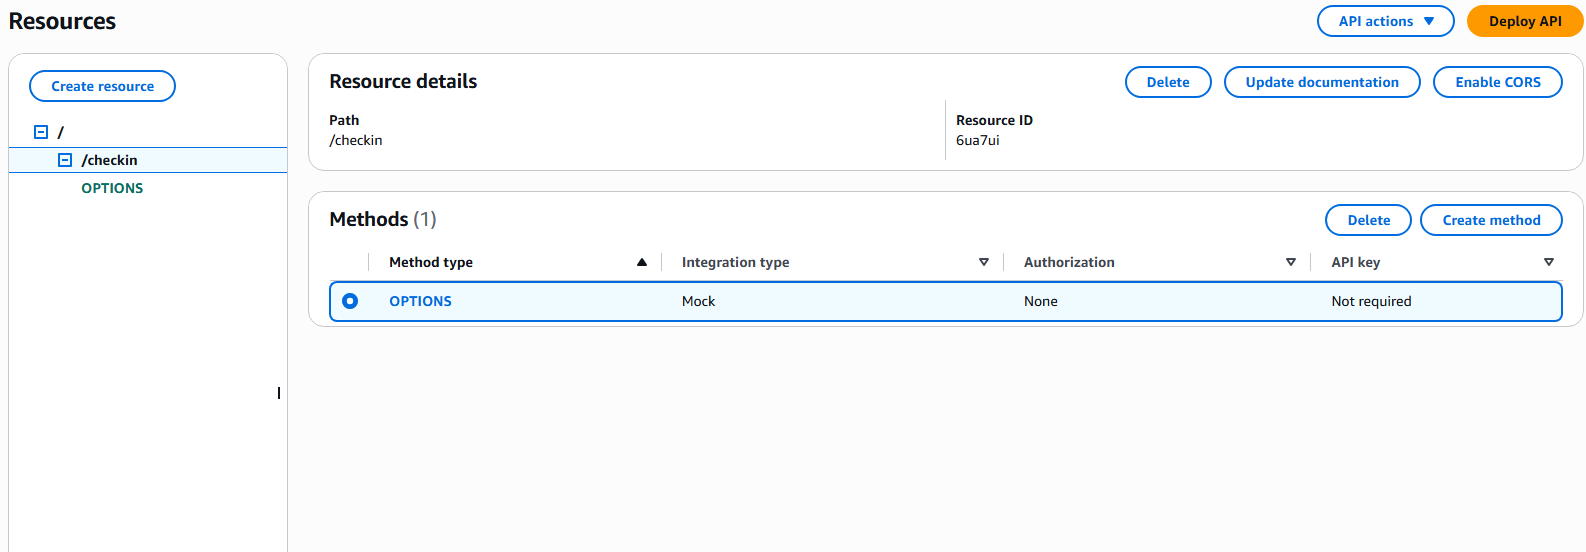 Resources
API actions
Deploy API
Create resource
/
/checkin
OPTIONS
Resource details
Delete
Update documentation
Enable CORS
Path
/checkin
Resource ID
6ua7ui
Methods (1)
Delete
Create method
Method type
Integration type
Authorization
API key
OPTIONS
Mock
None
Not required